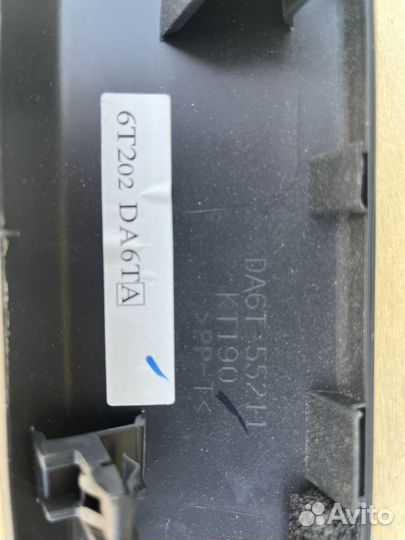 6T202 DA6TA
DA6T 55211
KT190
>PP-T<
Avito